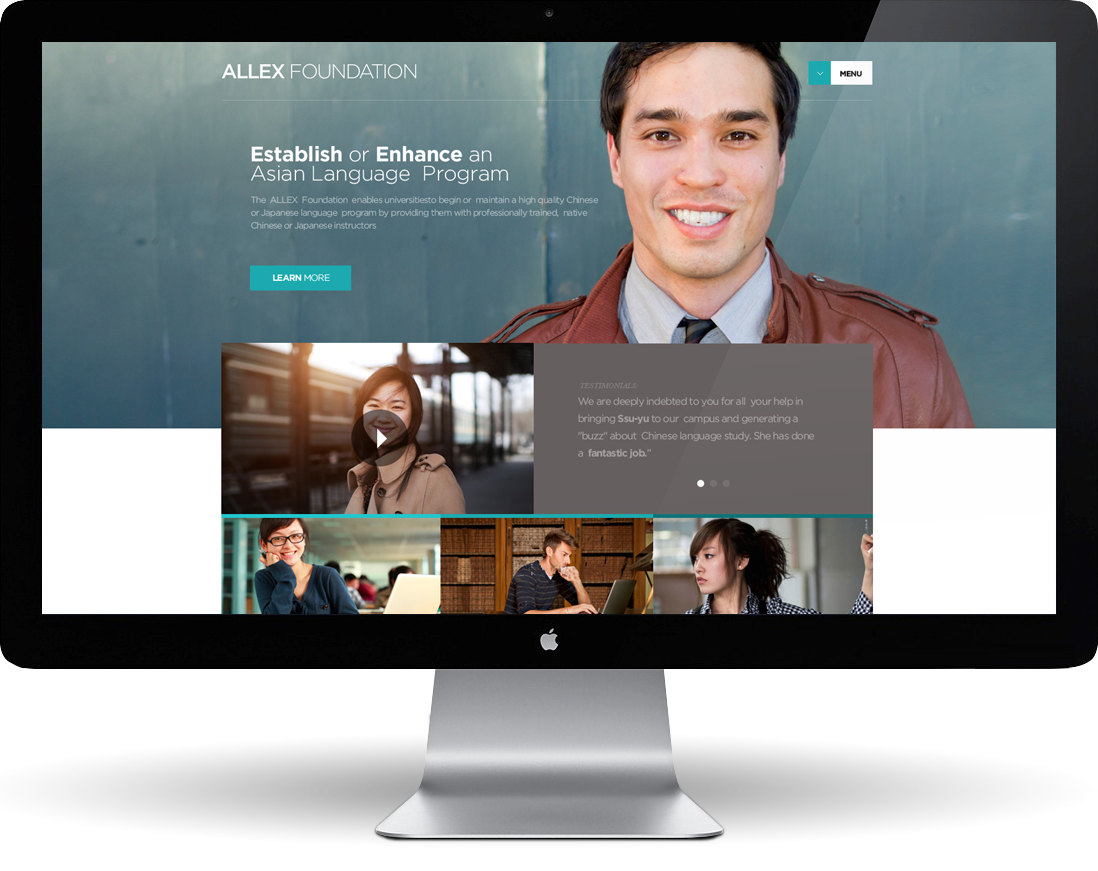 ALLEX FOUNDATION
MENU
Establish or Enhance an
Asian Language Program
The ALLEX Foundation enables universitiesto begin or maintain a high quality Chinese
or Japanese language program by providing them with professionally trained, native
Chinese or Japanese instructors
LEARN MORE
TESTIMONIALS
We are deeply indebted to you for all your help in
bringing Ssu-yu to our campus and generating a
"buzz" about Chinese language study. She has done
a fantastic job."